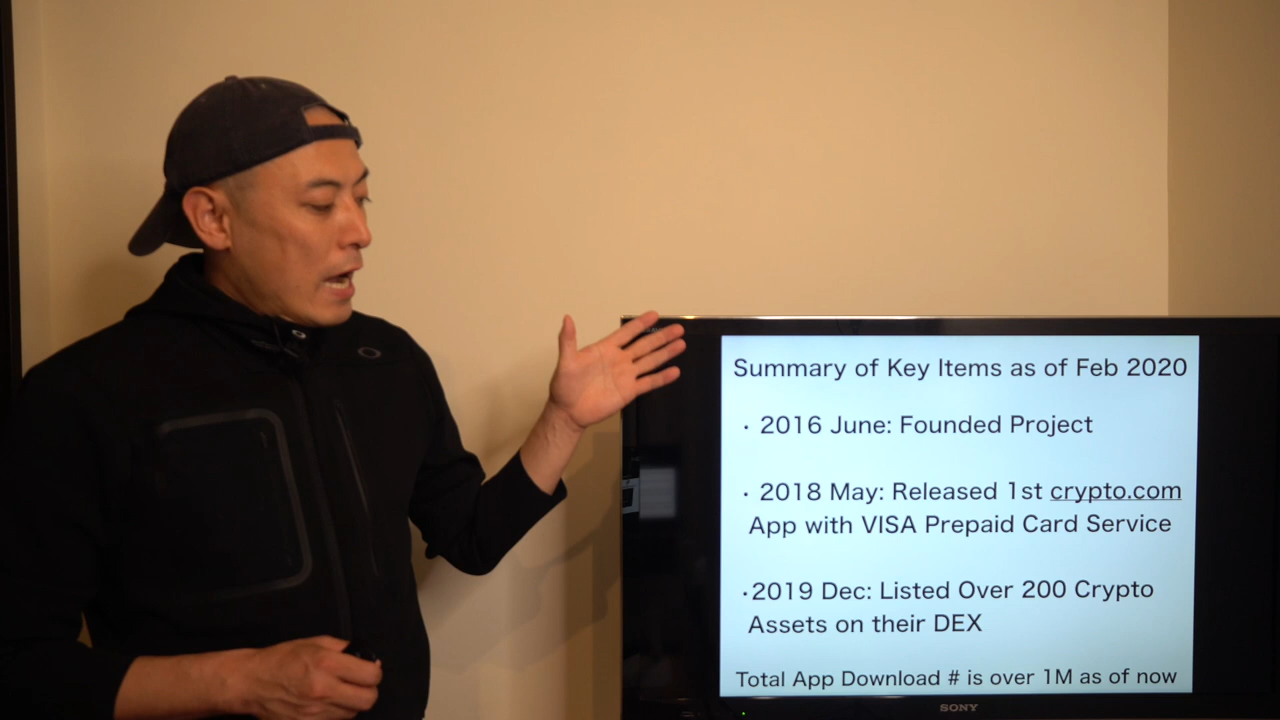 Summary of Key Items as of Feb 2020
· 2016 June: Founded Project
· 2018 May: Released 1st crypto.com
App with VISA Prepaid Card Service
·2019 Dec: Listed Over 200 Crypto
Assets on their DEX
Total App Download # is over 1M as of now
SONY